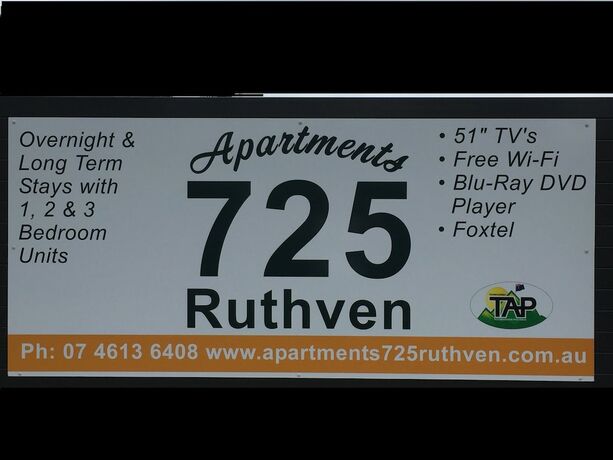 Overnight &
Long Term
Stays with
1, 2 & 3
Bedroom
Units
Apartments
725
Ruthven
• 51" TV's
• Free Wi-Fi
• Blu-Ray DVD
Player
• Foxtel
TAP
Ph: 07 4613 6408 www.apartments725ruthven.com.au